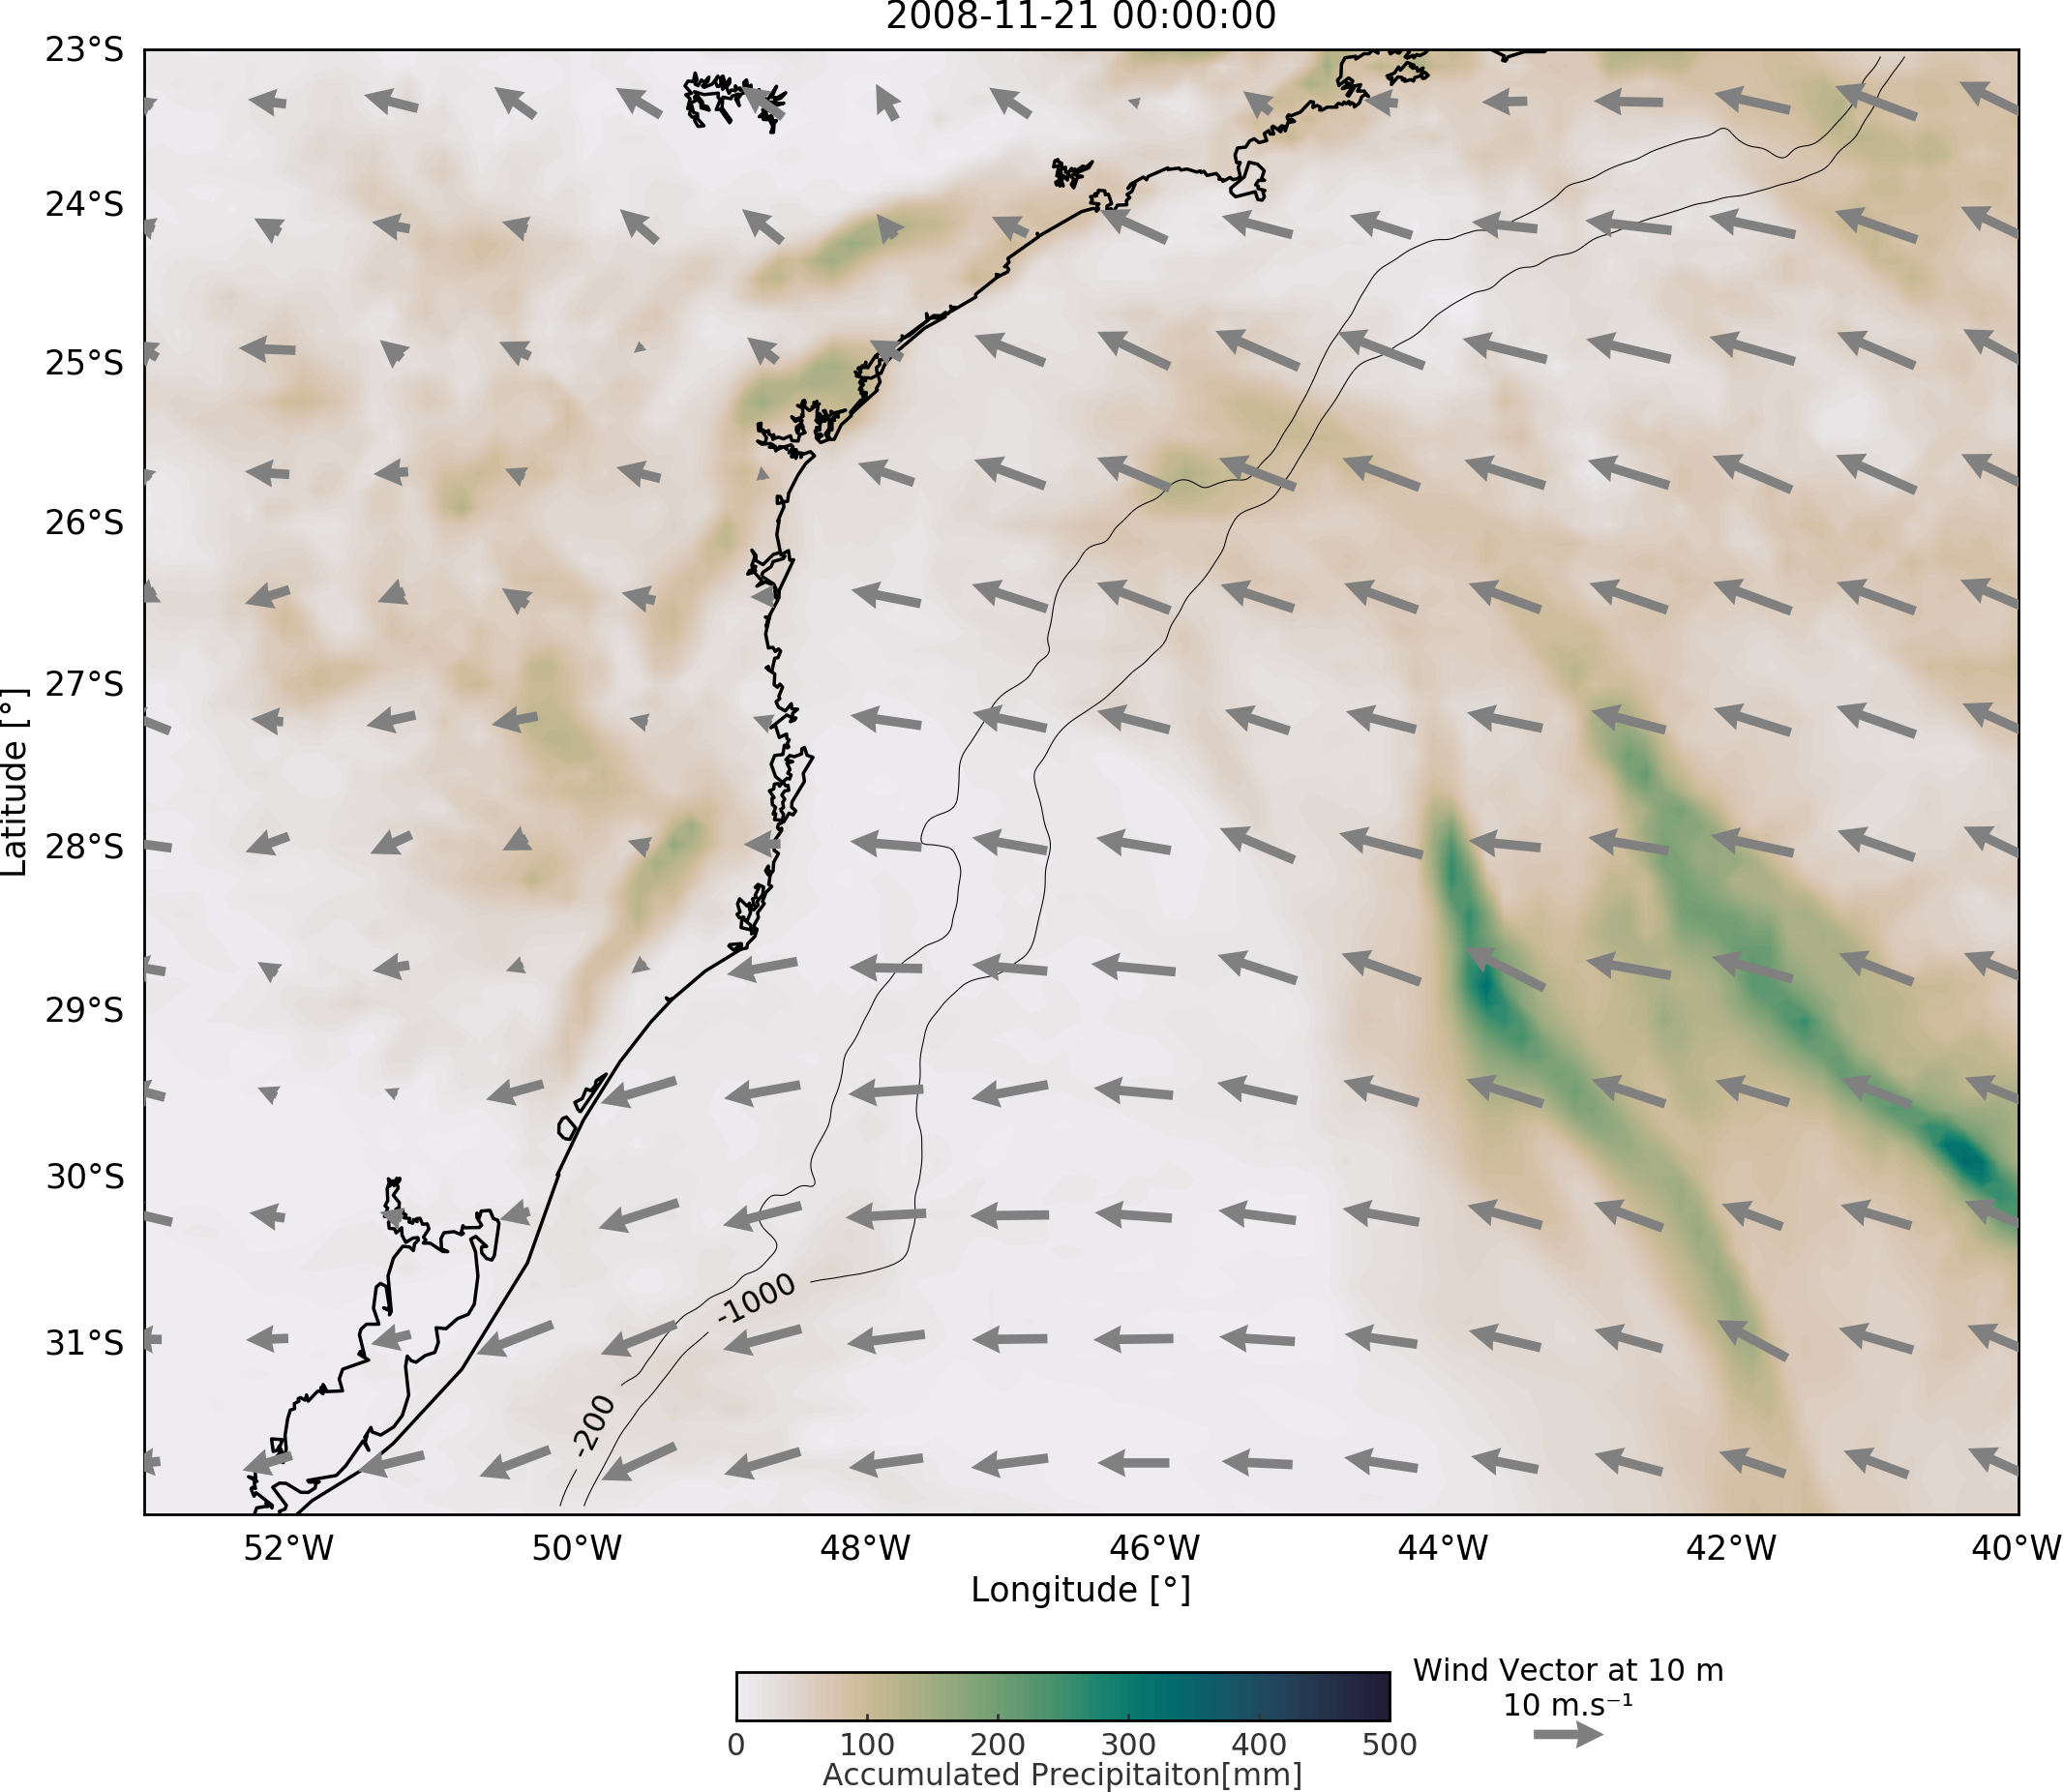 2008-11-21 00:00:00
23°S
24°S
25°S
26°S
27°S
28°S
29°S
30°S
31°S
Latitude [°]
-1000
-200
52°W
50°W
48°W
46°W
44°W
42°W
40°W
Longitude [°]
Wind Vector at 10 m
10 m.s⁻¹
0
100
200
300
400
500
Accumulated Precipitaiton[mm]